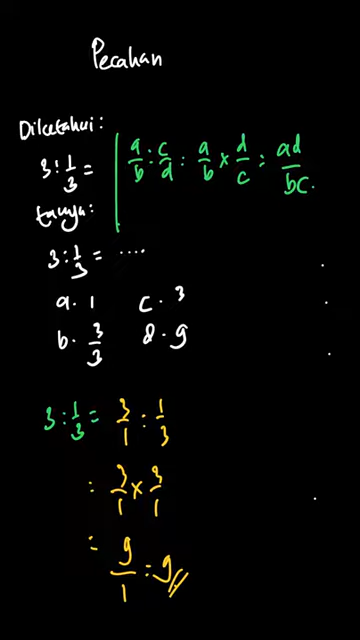 Pecahan
Diketahui:
3 : 1/3 =
a/b : c/d = a/b × d/c = ad/bc.
tanya:
3 : 1/3 = ....
a. 1 c. 3
b. 3/3 d. 9
3 : 1/3 = 3/1 : 1/3
= 3/1 × 3/1
= 9/1 = 9//